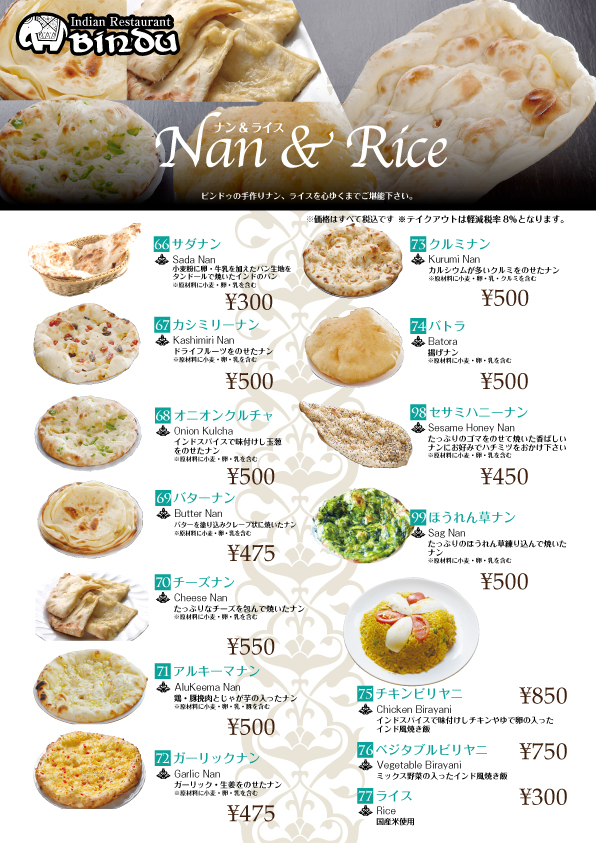 Indian Restaurant
BINDU
ナン&ライス
Nan & Rice
ビンドゥの手作りナン、ライスを心ゆくまでご堪能下さい。
※価格はすべて税込です ※テイクアウトは軽減税率8%となります。
66 サダナン
Sada Nan
小麦粉に卵・牛乳を加えたパン生地を
タンドールで焼いたインドのパン
※原材料に小麦・卵・乳を含む
¥300
67 カシミリーナン
Kashimiri Nan
ドライフルーツをのせたナン
※原材料に小麦・卵・乳を含む
¥500
68 オニオンクルチャ
Onion Kulcha
インドスパイスで味付けし玉葱
をのせたナン
※原材料に小麦・卵・乳を含む
¥500
69 バターナン
Butter Nan
バターを塗り込みクレープ状に焼いたナン
※原材料に小麦・卵・乳を含む
¥475
70 チーズナン
Cheese Nan
たっぷりなチーズを包んで焼いたナン
※原材料に小麦・卵・乳を含む
¥550
71 アルキーマナン
AluKeema Nan
鶏・豚挽肉とじゃが芋の入ったナン
※原材料に小麦・卵・乳・豚を含む
¥500
72 ガーリックナン
Garlic Nan
ガーリック・生姜をのせたナン
※原材料に小麦・卵・乳を含む
¥475
73 クルミナン
Kurumi Nan
カルシウムが多いクルミをのせたナン
※原材料に小麦・卵・乳・クルミを含む
¥500
74 バトラ
Batora
揚げナン
※原材料に小麦・卵・乳を含む
¥500
98 セサミハニーナン
Sesame Honey Nan
たっぷりのゴマをのせて焼いた香ばしい
ナンにお好みでハチミツをおかけ下さい
※原材料に小麦・卵・乳を含む
¥450
99 ほうれん草ナン
Sag Nan
たっぷりのほうれん草練り込んで焼いた
ナン
※原材料に小麦・卵・乳を含む
¥500
75 チキンビリヤニ ¥850
Chicken Birayani
インドスパイスで味付けしチキンやゆで卵の入った
インド風焼き飯
76 ベジタブルビリヤニ ¥750
Vegetable Birayani
ミックス野菜の入ったインド風焼き飯
77 ライス ¥300
Rice
国産米使用